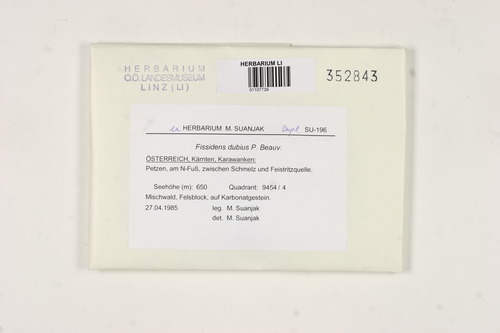 HERBARIUM
O.Ö. LANDESMUSEUM
LINZ (LI)
HERBARIUM LI
01107739
352843
HERBARIUM M. SUANJAK Dupl. SU-196
Fissidens dubius P. Beauv.
ÖSTERREICH, Kärnten, Karawanken:
Petzen, am N-Fuß, zwischen Schmelz und Feistritzquelle.
Seehöhe (m): 650 Quadrant: 9454 / 4
Mischwald, Felsblock, auf Karbonatgestein.
27.04.1985 leg. M. Suanjak
det. M. Suanjak